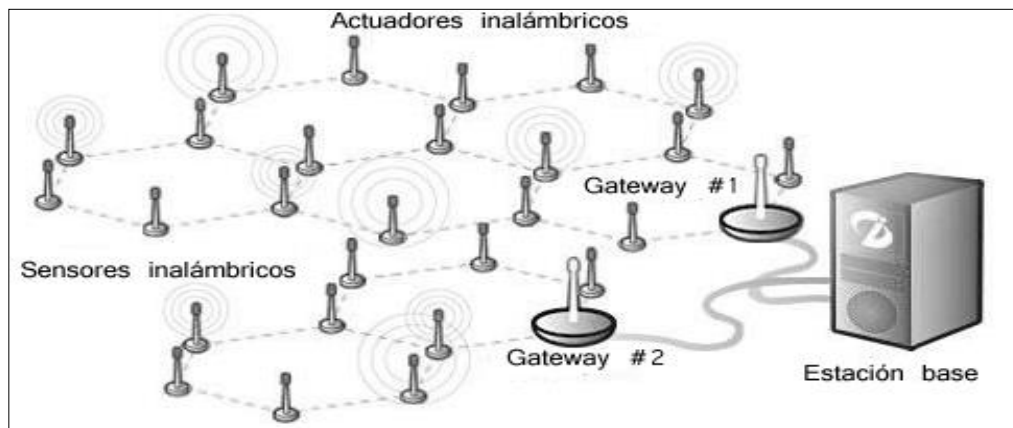 Actuadores inalámbricos
Gateway #1
Sensores inalámbricos
Gateway #2
Estación base